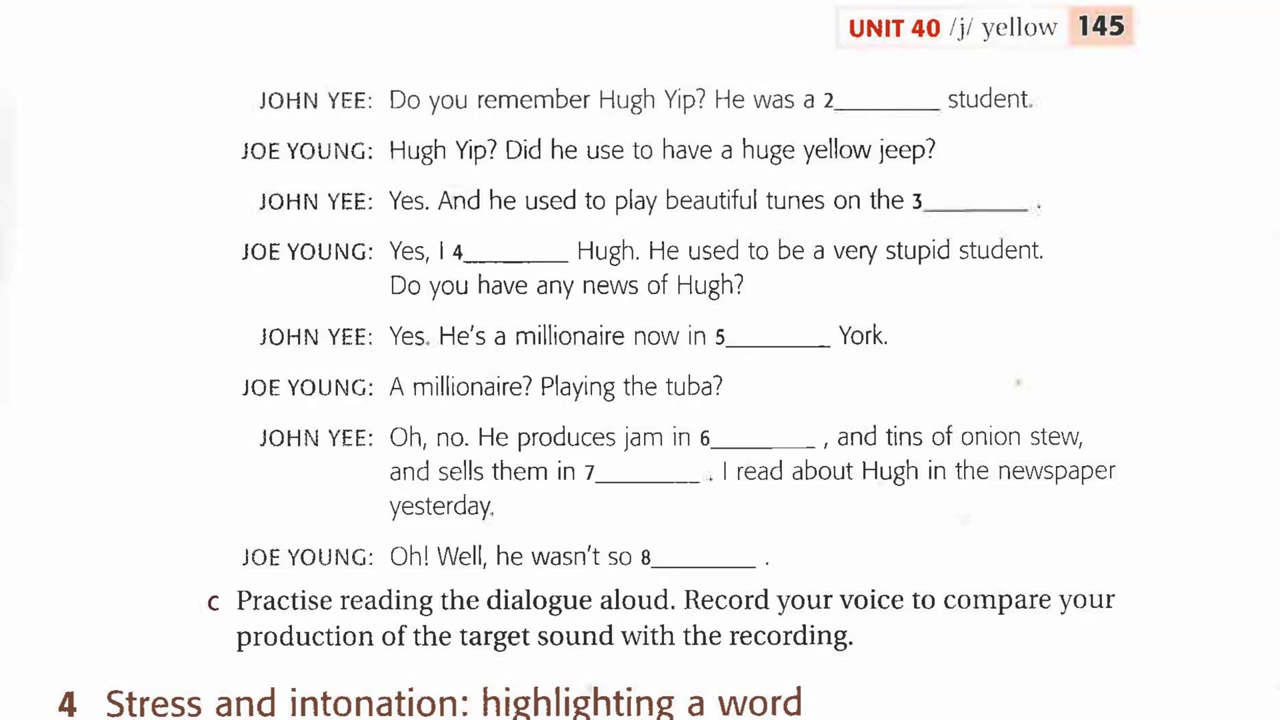 UNIT 40 /j/ yellow 145
JOHN YEE: Do you remember Hugh Yip? He was a 2________ student.
JOE YOUNG: Hugh Yip? Did he use to have a huge yellow jeep?
JOHN YEE: Yes. And he used to play beautiful tunes on the 3________ .
JOE YOUNG: Yes, I 4________ Hugh. He used to be a very stupid student.
Do you have any news of Hugh?
JOHN YEE: Yes. He's a millionaire now in 5________ York.
JOE YOUNG: A millionaire? Playing the tuba?
JOHN YEE: Oh, no. He produces jam in 6________ , and tins of onion stew,
and sells them in 7________ . I read about Hugh in the newspaper
yesterday.
JOE YOUNG: Oh! Well, he wasn't so 8________ .
c Practise reading the dialogue aloud. Record your voice to compare your
production of the target sound with the recording.
4 Stress and intonation: highlighting a word